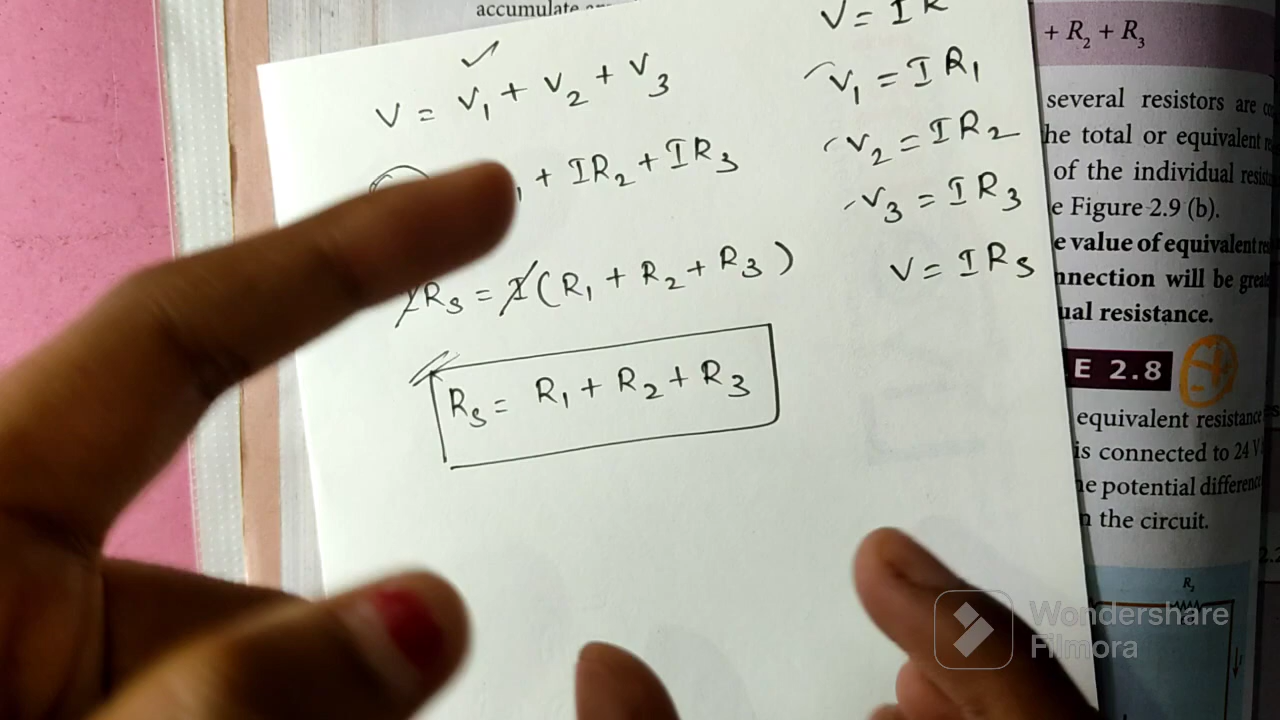 accumulate
V = V₁ + V₂ + V₃
+ IR₂ + IR₃
IRs = I(R₁ + R₂ + R₃)
Rs = R₁ + R₂ + R₃
V = IR
V₁ = IR₁
V₂ = IR₂
V₃ = IR₃
V = IRs
+ R₂ + R₃
several resistors are
he total or equivalent
of the individual
e Figure 2.9 (b).
e value of equivalent
nnection will be
ual resistance.
E 2.8
equivalent resistance
is connected to 24 V
he potential difference
n the circuit.
Wondershare
Filmora